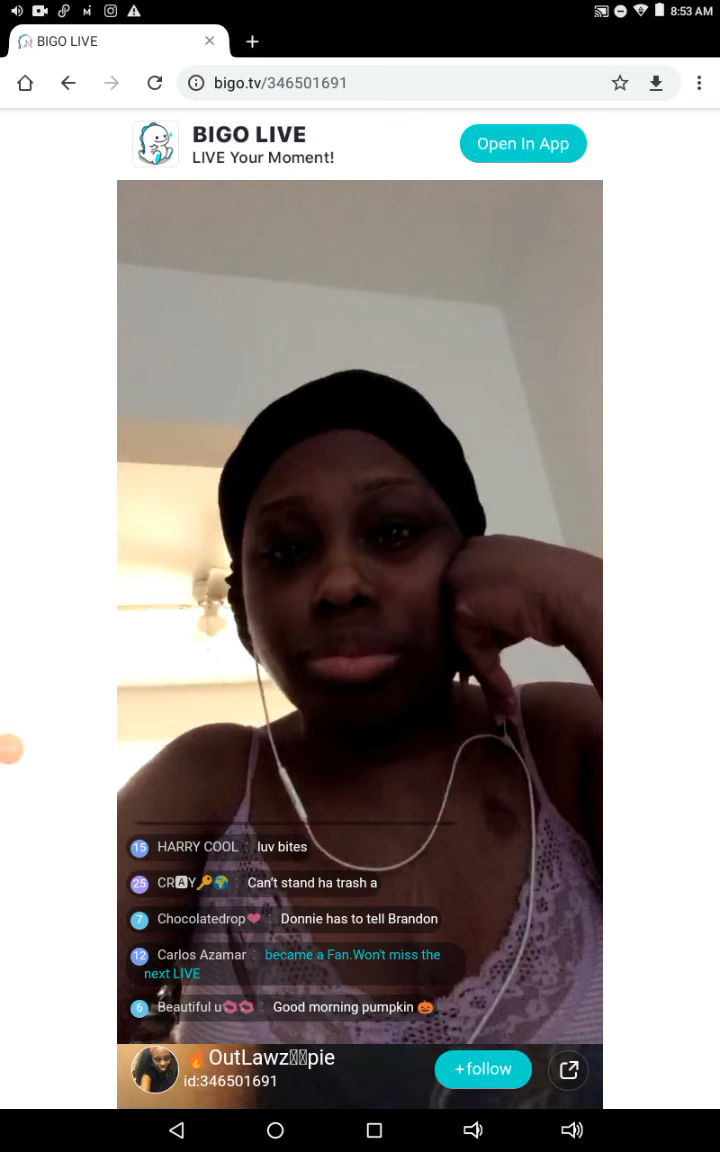 8:53 AM
BIGO LIVE
bigo.tv/346501691
BIGO LIVE
LIVE Your Moment!
Open In App
15 HARRY COOL : luv bites
25 CR🅰Y🔑🌍 : Can't stand ha trash a
7 Chocolatedrop❤ : Donnie has to tell Brandon
12 Carlos Azamar : became a Fan.Won't miss the
next LIVE
6 Beautiful u💋💋 : Good morning pumpkin 🎃
🔥OutLawz▯▯pie
id:346501691
+follow